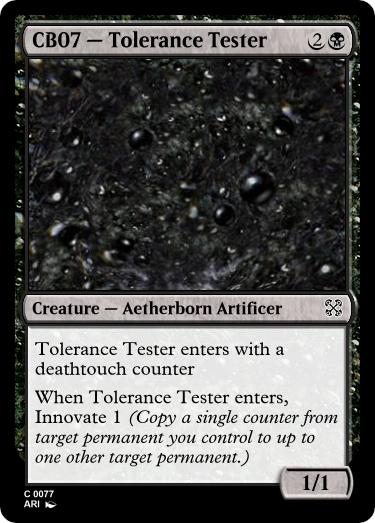 CB07 — Tolerance Tester 2
Creature — Aetherborn Artificer
Tolerance Tester enters with a
deathtouch counter
When Tolerance Tester enters,
Innovate 1 (Copy a single counter from
target permanent you control to up to
one other target permanent.)
1/1
C 0077
ARI